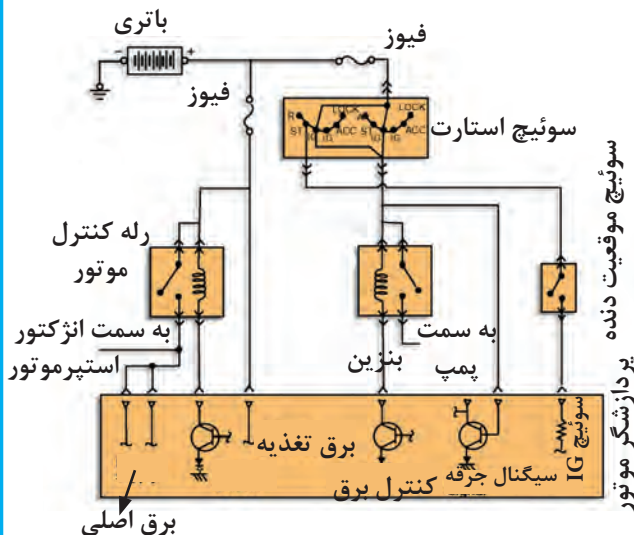 باتری
فیوز
فیوز
− +
LOCK LOCK
R R
ST IG IG ACC ST IG IG ACC
سوئیچ استارت
سوئیچ موقعیت دنده
رله کنترل
موتور
به سمت انژکتور
استپرموتور
بنزین
به سمت
پمپ
پردازشگر موتور
برق تغذیه
کنترل برق
سیگنال جرقه
سوئیچ IG
برق اصلی